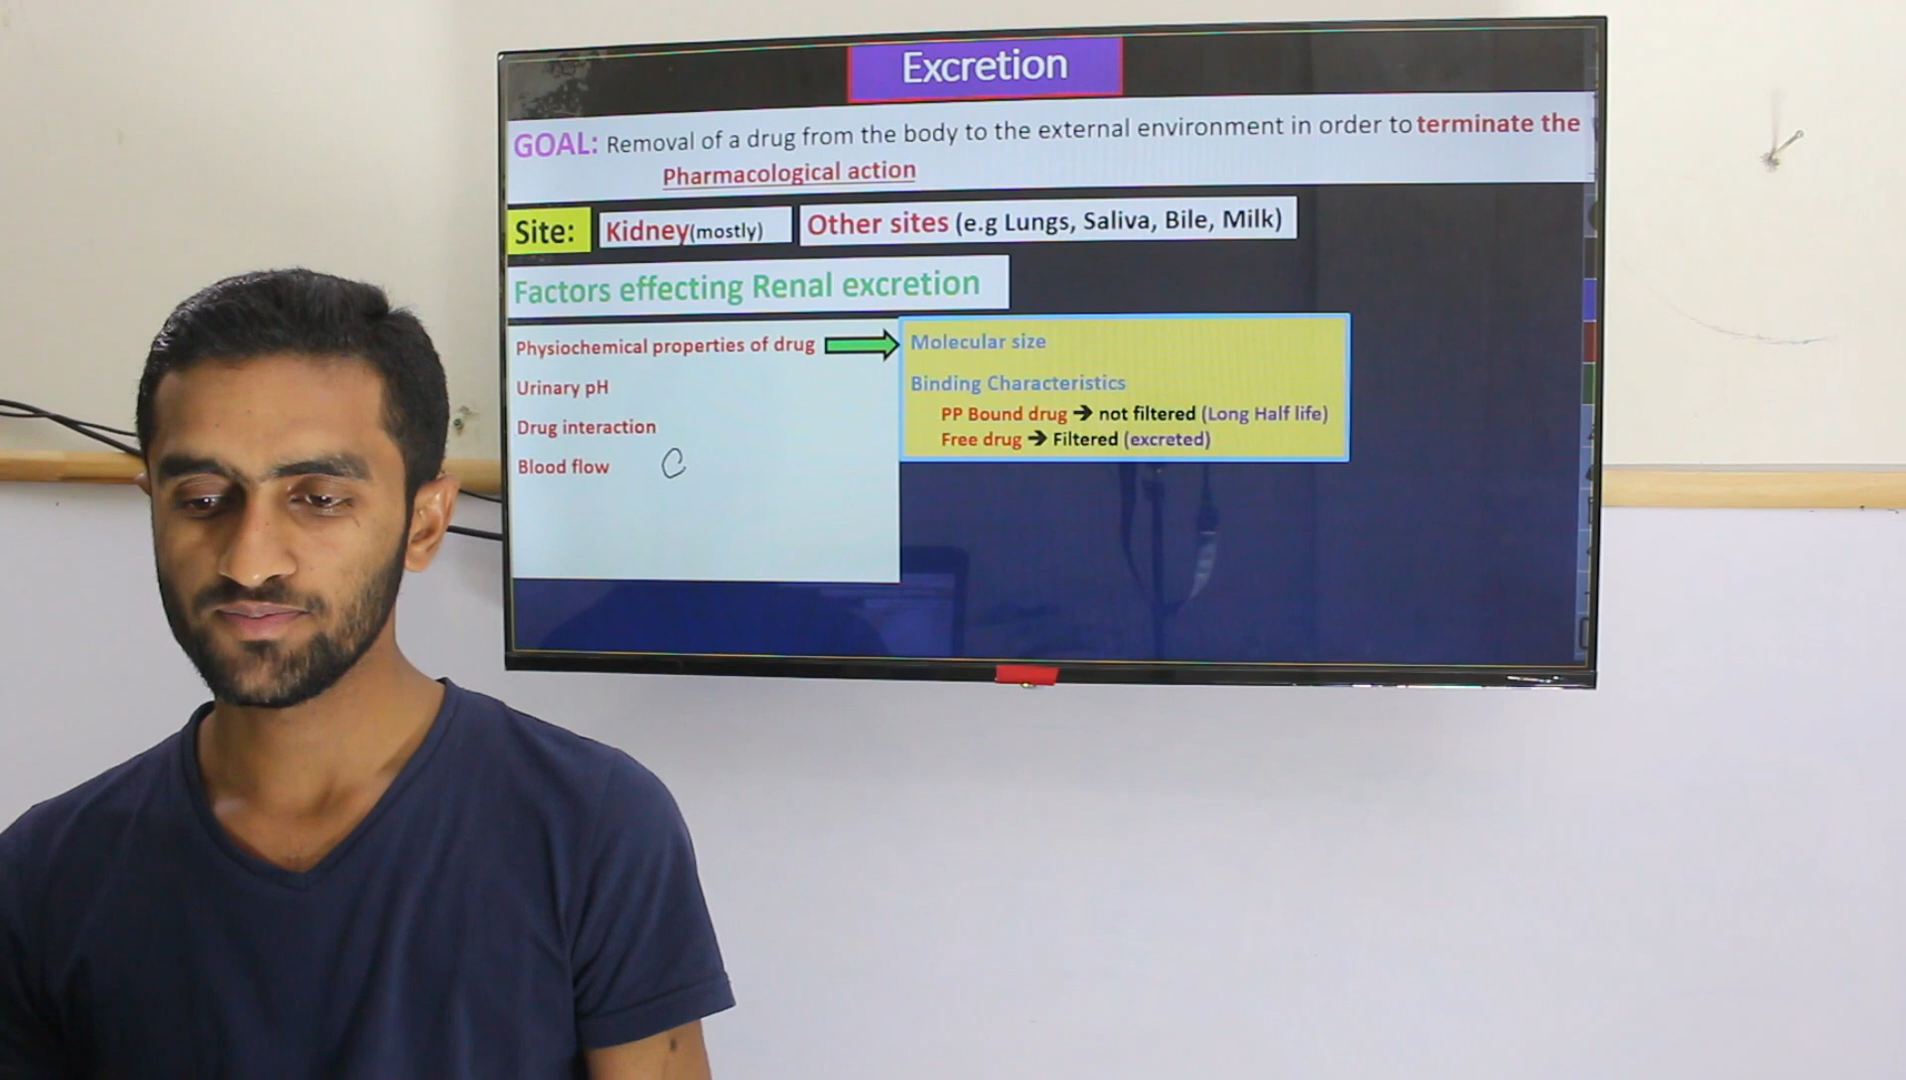 Excretion
GOAL: Removal of a drug from the body to the external environment in order to terminate the
Pharmacological action
Site: Kidney(mostly) Other sites (e.g Lungs, Saliva, Bile, Milk)
Factors effecting Renal excretion
Physiochemical properties of drug
Urinary pH
Drug interaction
Blood flow C
Molecular size
Binding Characteristics
PP Bound drug → not filtered (Long Half life)
Free drug → Filtered (excreted)